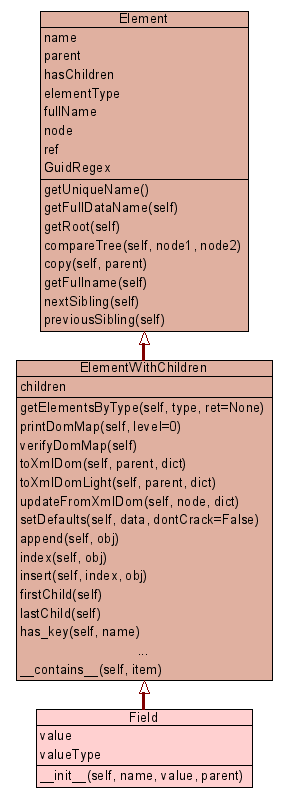 Element
name
parent
hasChildren
elementType
fullName
node
ref
GuidRegex
getUniqueName()
getFullDataName(self)
getRoot(self)
compareTree(self, node1, node2)
copy(self, parent)
getFullname(self)
nextSibling(self)
previousSibling(self)
ElementWithChildren
children
getElementsByType(self, type, ret=None)
printDomMap(self, level=0)
verifyDomMap(self)
toXmlDom(self, parent, dict)
toXmlDomLight(self, parent, dict)
updateFromXmlDom(self, node, dict)
setDefaults(self, data, dontCrack=False)
append(self, obj)
index(self, obj)
insert(self, index, obj)
firstChild(self)
lastChild(self)
has_key(self, name)
...
__contains__(self, item)
Field
value
valueType
__init__(self, name, value, parent)